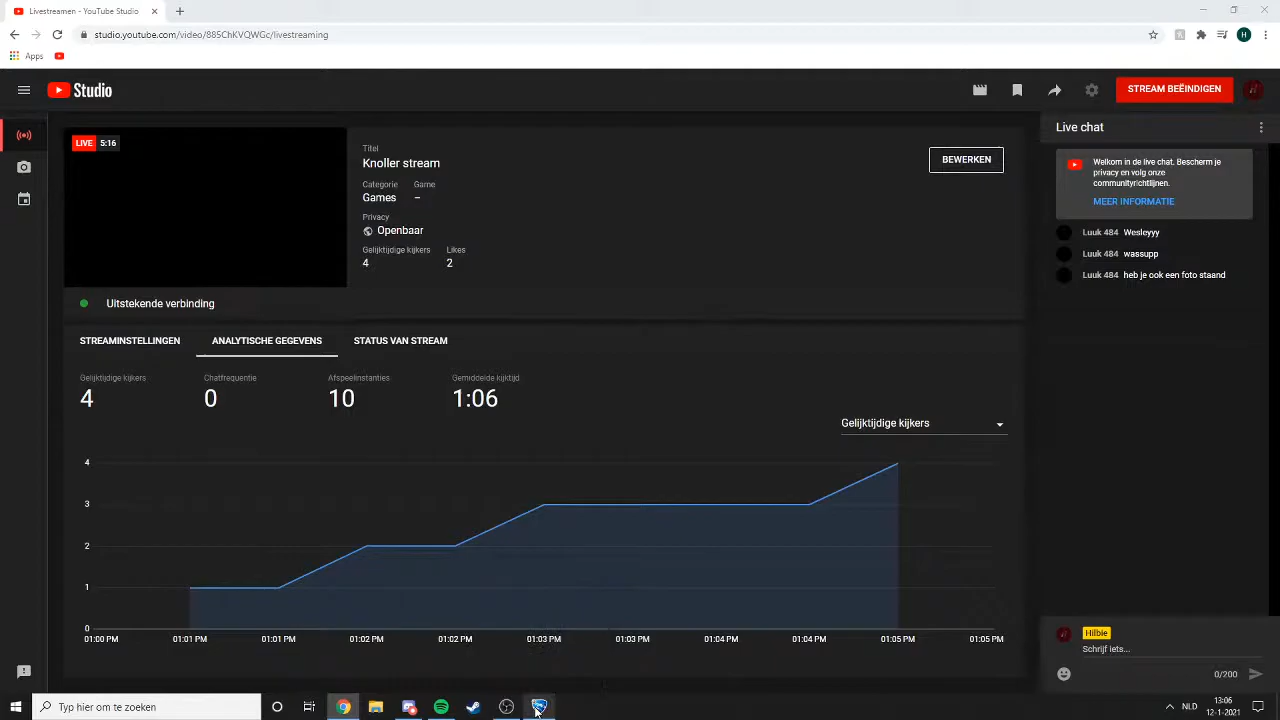 Livestreamen - YouTube Studio
studio.youtube.com/video/885ChKVQWGc/livestreaming
H
Apps
Studio
STREAM BEËINDIGEN
LIVE 5:16
Titel
Knoller stream
BEWERKEN
Categorie Game
Games –
Privacy
Openbaar
Gelijktijdige kijkers Likes
4 2
Uitstekende verbinding
Live chat
Welkom in de live chat. Bescherm je
privacy en volg onze
communityrichtlijnen.
MEER INFORMATIE
Luuk 484 Wesleyyy
Luuk 484 wassupp
Luuk 484 heb je ook een foto staand
STREAMINSTELLINGEN ANALYTISCHE GEGEVENS STATUS VAN STREAM
Gelijktijdige kijkers Chatfrequentie Afspeelinstanties Gemiddelde kijktijd
4 0 10 1:06
Gelijktijdige kijkers
4
3
2
1
0
01:00 PM 01:01 PM 01:01 PM 01:02 PM 01:02 PM 01:03 PM 01:03 PM 01:04 PM 01:04 PM 01:05 PM 01:05 PM
Hilbie
Schrijf iets...
0/200
Typ hier om te zoeken
NLD
13:06
12-1-2021